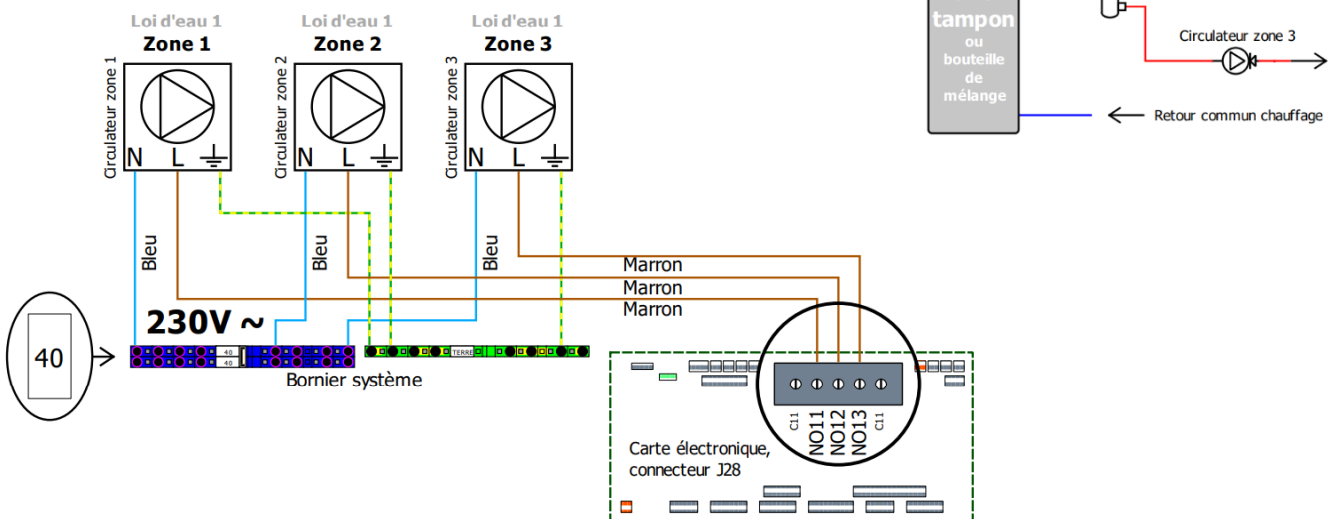 Loi d'eau 1
Zone 1
Loi d'eau 1
Zone 2
Loi d'eau 1
Zone 3
Circulateur zone 1
Circulateur zone 2
Circulateur zone 3
N L
N L
N L
Bleu
Bleu
Bleu
Marron
Marron
Marron
230V ~
40
40
40
TERRE
Bornier système
C11
NO11
NO12
NO13
C11
Carte électronique,
connecteur J28
tampon
ou
bouteille
de
mélange
Circulateur zone 3
Retour commun chauffage